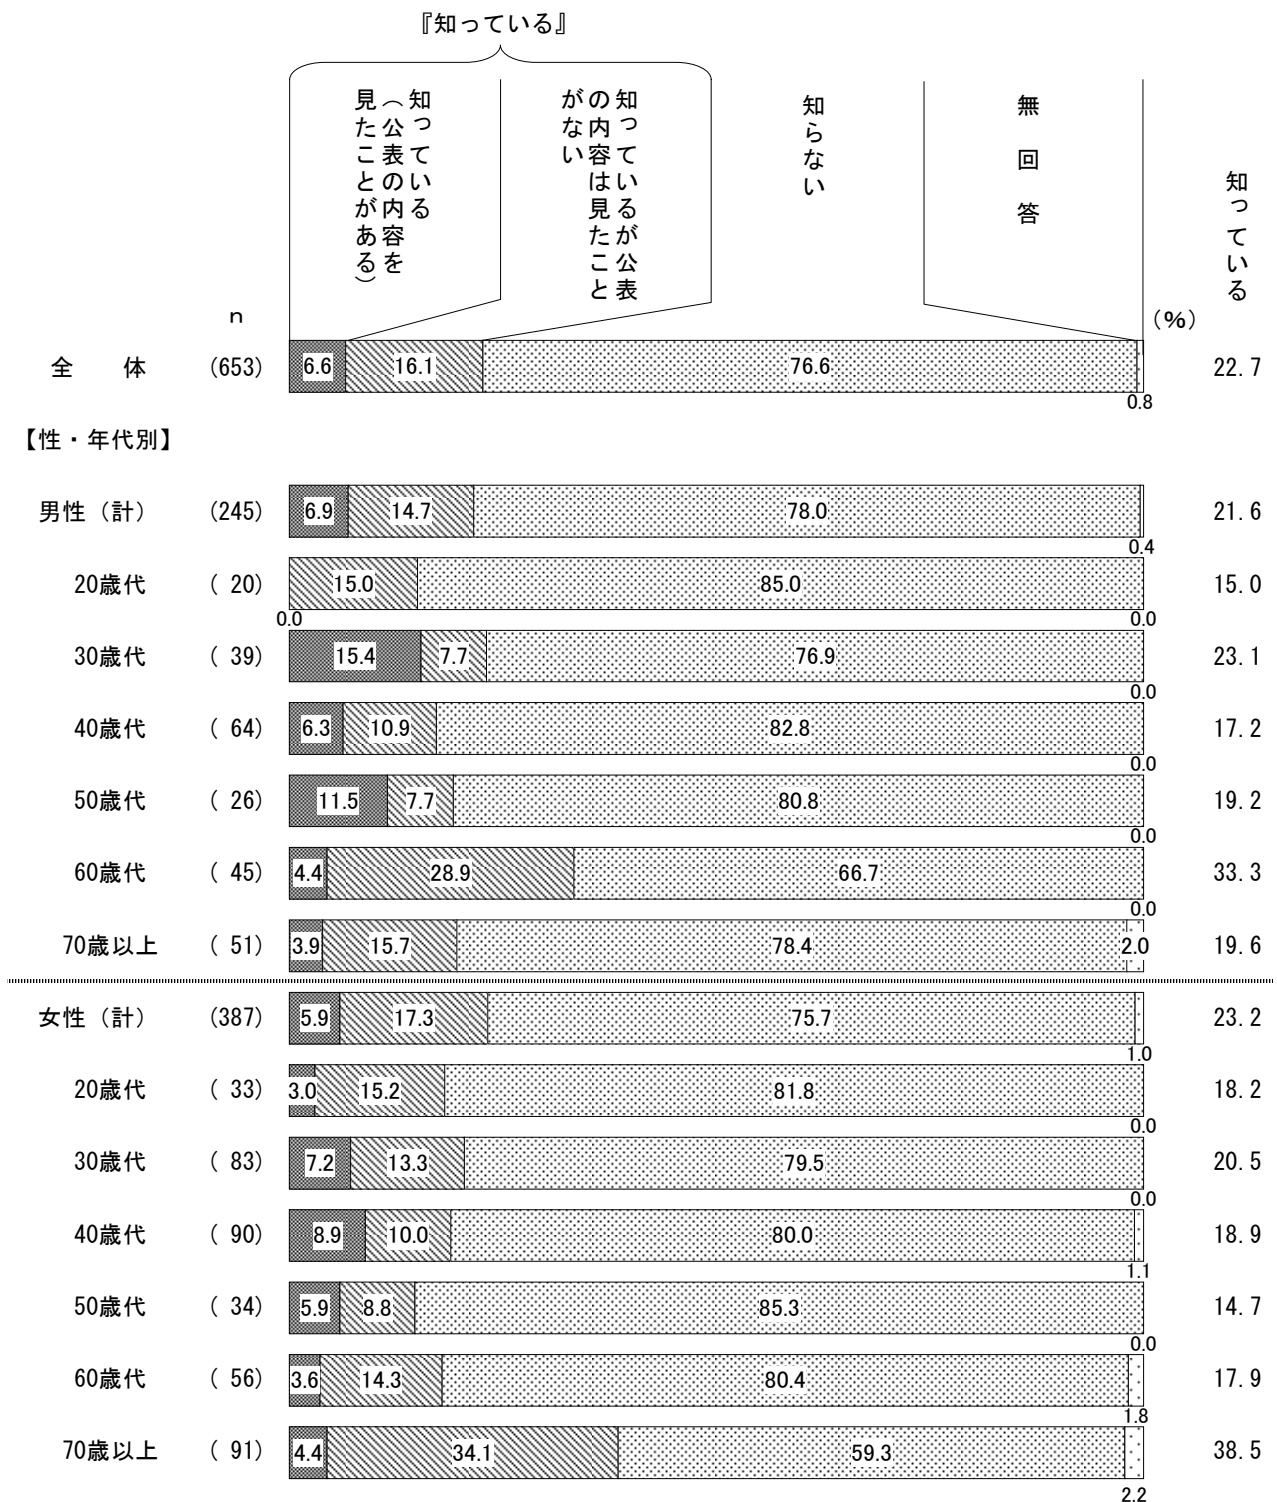 『知っている』
知っている
（公表の内容を
見たことがある）
知っているが公表
の内容は見たこと
がない
知らない
無回答
知っている
n
(%)
全　体 (653) 6.6 16.1 76.6 22.7
0.8
【性・年代別】
男性（計） (245) 6.9 14.7 78.0 21.6
0.4
20歳代 ( 20) 15.0 85.0 15.0
0.0 0.0
30歳代 ( 39) 15.4 7.7 76.9 23.1
0.0
40歳代 ( 64) 6.3 10.9 82.8 17.2
0.0
50歳代 ( 26) 11.5 7.7 80.8 19.2
0.0
60歳代 ( 45) 4.4 28.9 66.7 33.3
0.0
70歳以上 ( 51) 3.9 15.7 78.4 2.0 19.6
女性（計） (387) 5.9 17.3 75.7 23.2
1.0
20歳代 ( 33) 3.0 15.2 81.8 18.2
0.0
30歳代 ( 83) 7.2 13.3 79.5 20.5
0.0
40歳代 ( 90) 8.9 10.0 80.0 18.9
1.1
50歳代 ( 34) 5.9 8.8 85.3 14.7
0.0
60歳代 ( 56) 3.6 14.3 80.4 17.9
1.8
70歳以上 ( 91) 4.4 34.1 59.3 38.5
2.2